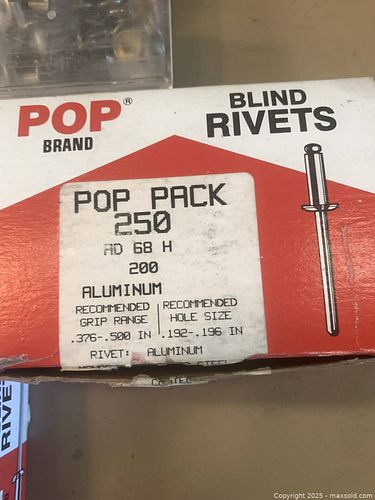 POP®
BRAND
BLIND
RIVETS
POP PACK
250
AD 68 H
200
ALUMINUM
RECOMMENDED GRIP RANGE
.376-.500 IN
RECOMMENDED HOLE SIZE
.192-.196 IN
RIVET: ALUMINUM
STEEL
RIVE
Copyright © 2025 - maxsold.com